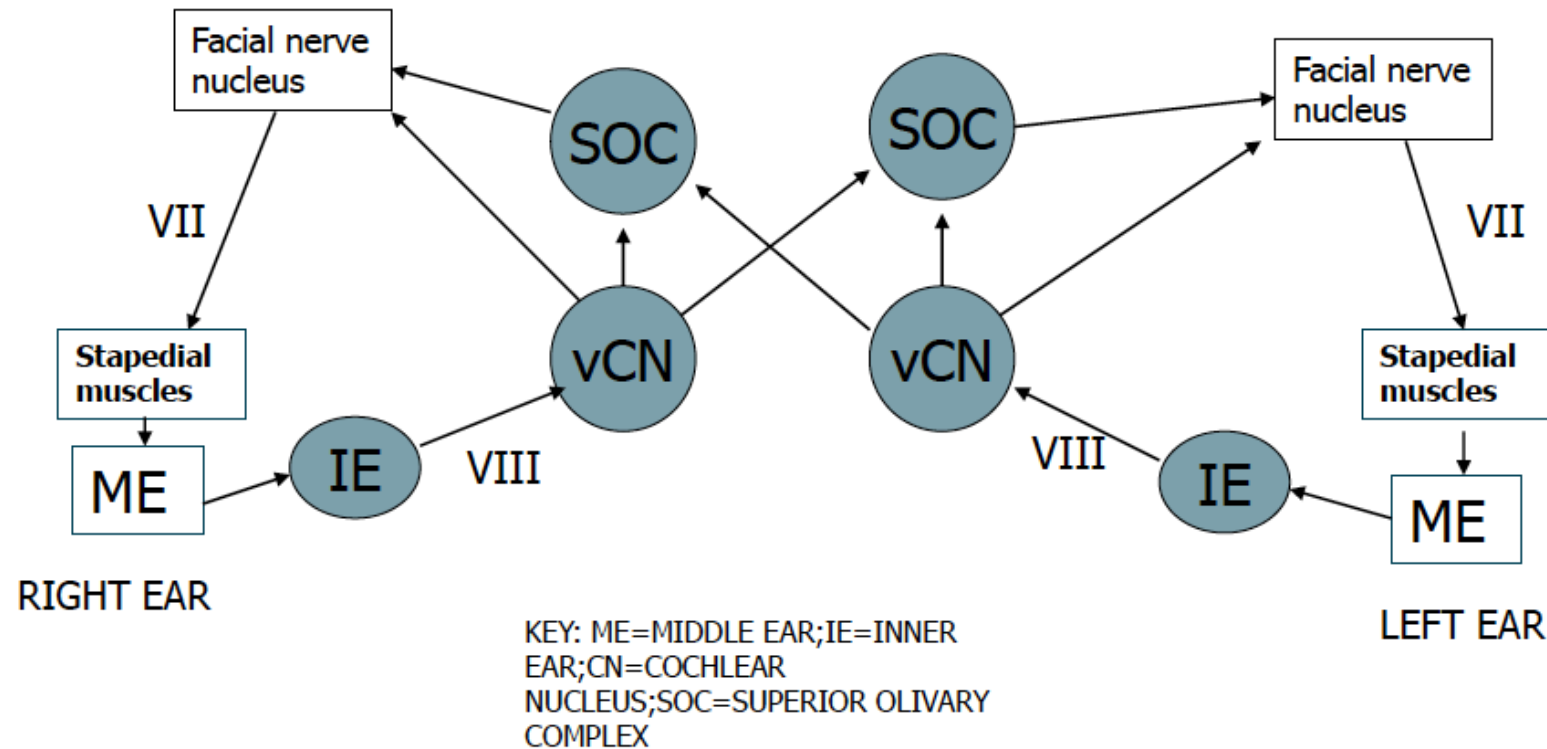 Facial nerve
nucleus
SOC
SOC
Facial nerve
nucleus
VII
VII
Stapedial
muscles
vCN
vCN
Stapedial
muscles
ME
IE
VIII
VIII
IE
ME
RIGHT EAR
LEFT EAR
KEY: ME=MIDDLE EAR;IE=INNER
EAR;CN=COCHLEAR
NUCLEUS;SOC=SUPERIOR OLIVARY
COMPLEX